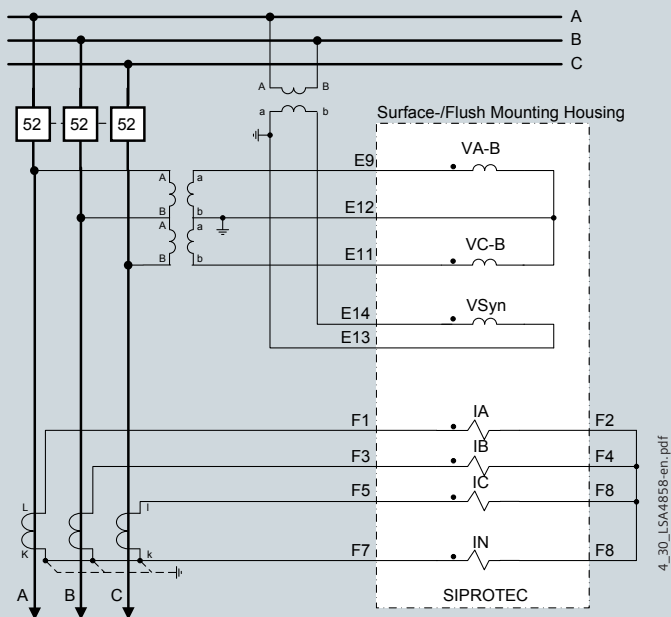 A
B
C
A B
a b
52 52 52
Surface-/Flush Mounting Housing
A a
B b
A a
B b
E9 VA-B
E12
E11 VC-B
E14 VSyn
E13
F1 IA F2
F3 IB F4
F5 IC F8
F7 IN F8
L l
K k
A B C
SIPROTEC
4_30_LSA4858-en.pdf